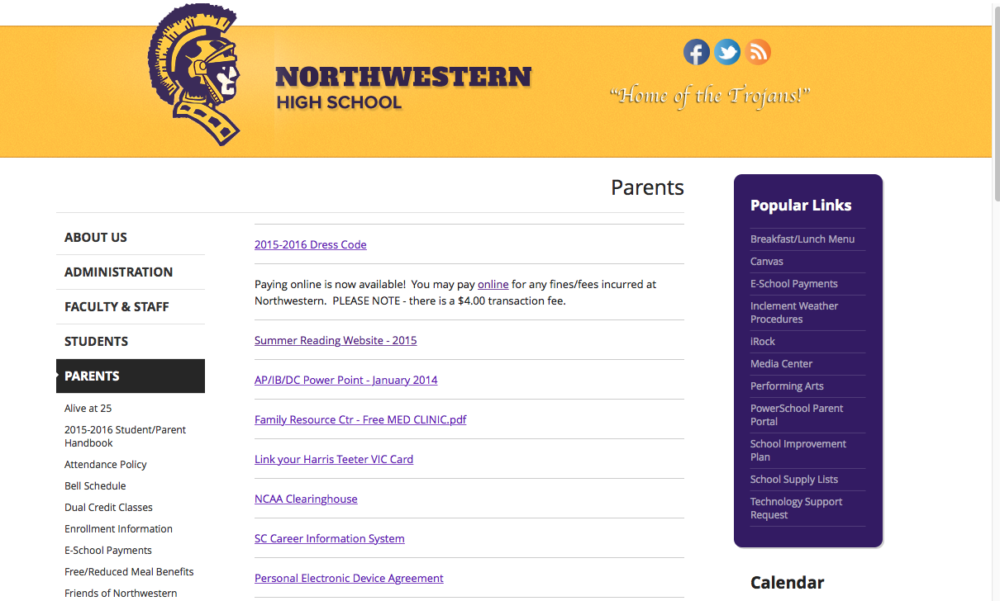 NORTHWESTERN
HIGH SCHOOL
“Home of the Trojans!”
Parents
ABOUT US
ADMINISTRATION
FACULTY & STAFF
STUDENTS
PARENTS
Alive at 25
2015-2016 Student/Parent
Handbook
Attendance Policy
Bell Schedule
Dual Credit Classes
Enrollment Information
E-School Payments
Free/Reduced Meal Benefits
Friends of Northwestern
2015-2016 Dress Code
Paying online is now available!  You may pay online for any fines/fees incurred at
Northwestern.  PLEASE NOTE - there is a $4.00 transaction fee.
Summer Reading Website - 2015
AP/IB/DC Power Point - January 2014
Family Resource Ctr - Free MED CLINIC.pdf
Link your Harris Teeter VIC Card
NCAA Clearinghouse
SC Career Information System
Personal Electronic Device Agreement
Popular Links
Breakfast/Lunch Menu
Canvas
E-School Payments
Inclement Weather
Procedures
iRock
Media Center
Performing Arts
PowerSchool Parent
Portal
School Improvement
Plan
School Supply Lists
Technology Support
Request
Calendar